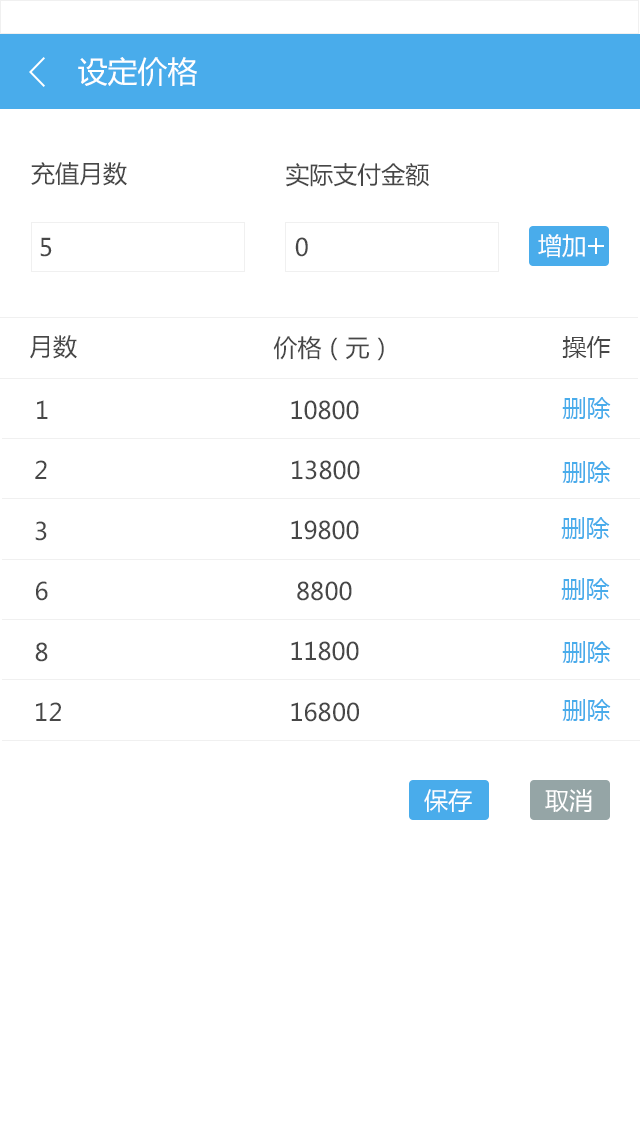 设定价格
充值月数 实际支付金额
5 0 增加+
月数 价格（元） 操作
1 10800 删除
2 13800 删除
3 19800 删除
6 8800 删除
8 11800 删除
12 16800 删除
保存 取消